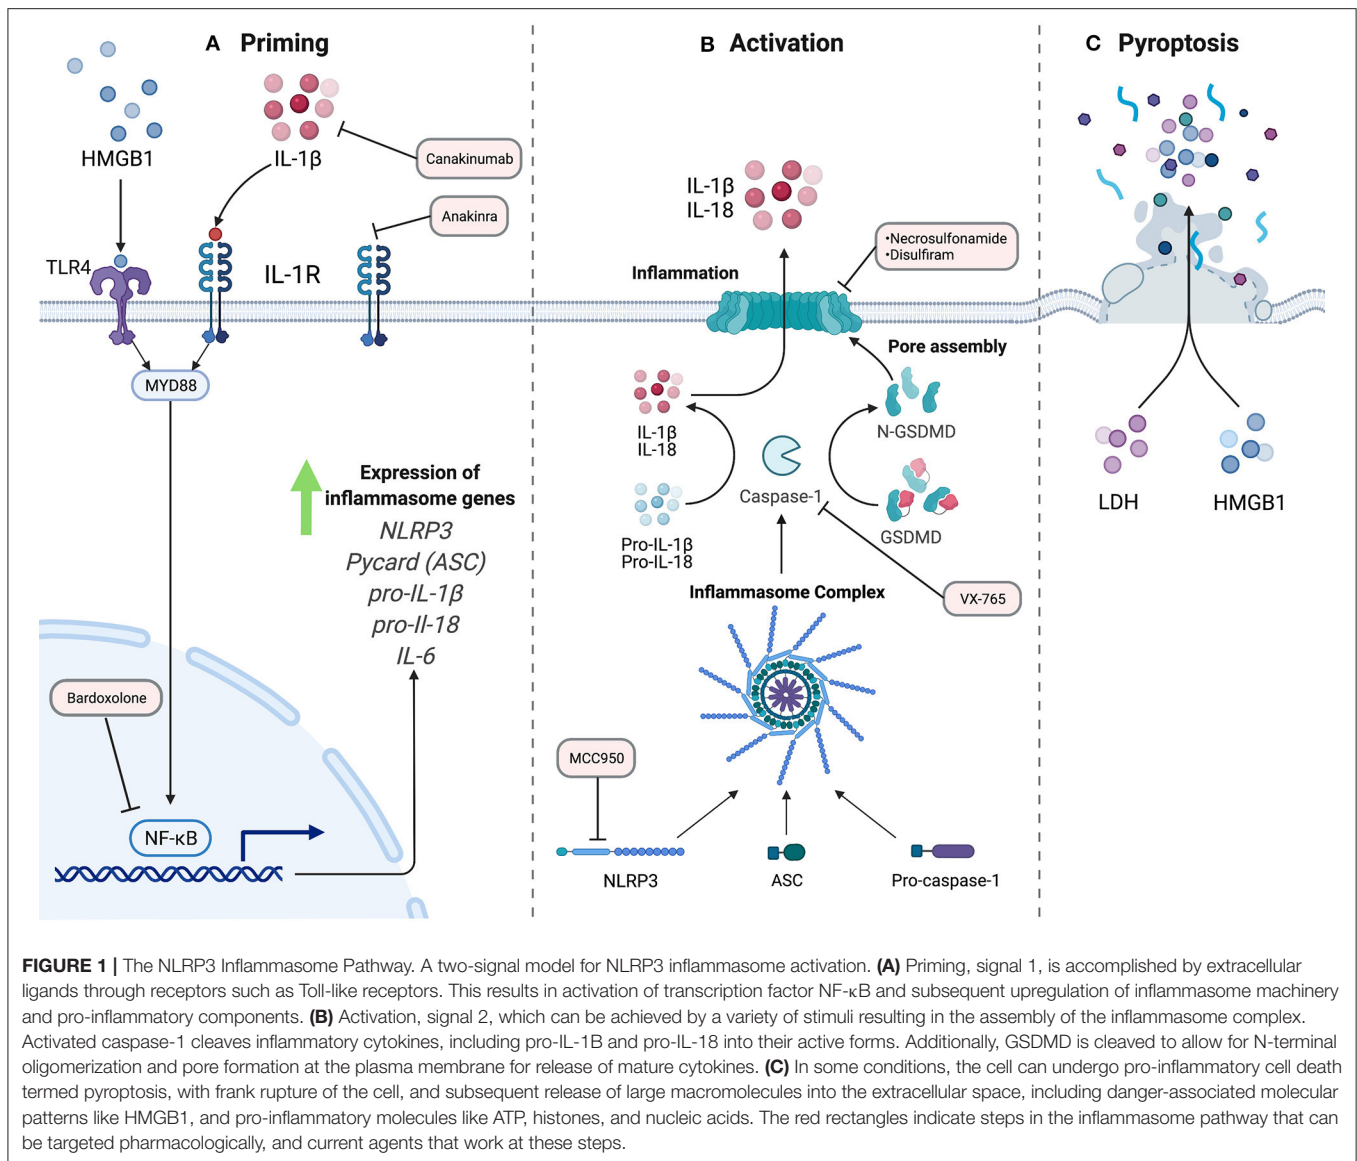 A Priming
HMGB1
IL-1β
Canakinumab
Anakinra
TLR4
IL-1R
MYD88
Expression of
inflammasome genes
NLRP3
Pycard (ASC)
pro-IL-1β
pro-Il-18
IL-6
Bardoxolone
NF-κB
B Activation
IL-1β
IL-18
•Necrosulfonamide
•Disulfiram
Inflammation
Pore assembly
IL-1β
IL-18
N-GSDMD
Caspase-1
Pro-IL-1β
Pro-IL-18
GSDMD
VX-765
Inflammasome Complex
MCC950
NLRP3
ASC
Pro-caspase-1
C Pyroptosis
LDH
HMGB1
FIGURE 1 | The NLRP3 Inflammasome Pathway. A two-signal model for NLRP3 inflammasome activation. (A) Priming, signal 1, is accomplished by extracellular
ligands through receptors such as Toll-like receptors. This results in activation of transcription factor NF-κB and subsequent upregulation of inflammasome machinery
and pro-inflammatory components. (B) Activation, signal 2, which can be achieved by a variety of stimuli resulting in the assembly of the inflammasome complex.
Activated caspase-1 cleaves inflammatory cytokines, including pro-IL-1B and pro-IL-18 into their active forms. Additionally, GSDMD is cleaved to allow for N-terminal
oligomerization and pore formation at the plasma membrane for release of mature cytokines. (C) In some conditions, the cell can undergo pro-inflammatory cell death
termed pyroptosis, with frank rupture of the cell, and subsequent release of large macromolecules into the extracellular space, including danger-associated molecular
patterns like HMGB1, and pro-inflammatory molecules like ATP, histones, and nucleic acids. The red rectangles indicate steps in the inflammasome pathway that can
be targeted pharmacologically, and current agents that work at these steps.